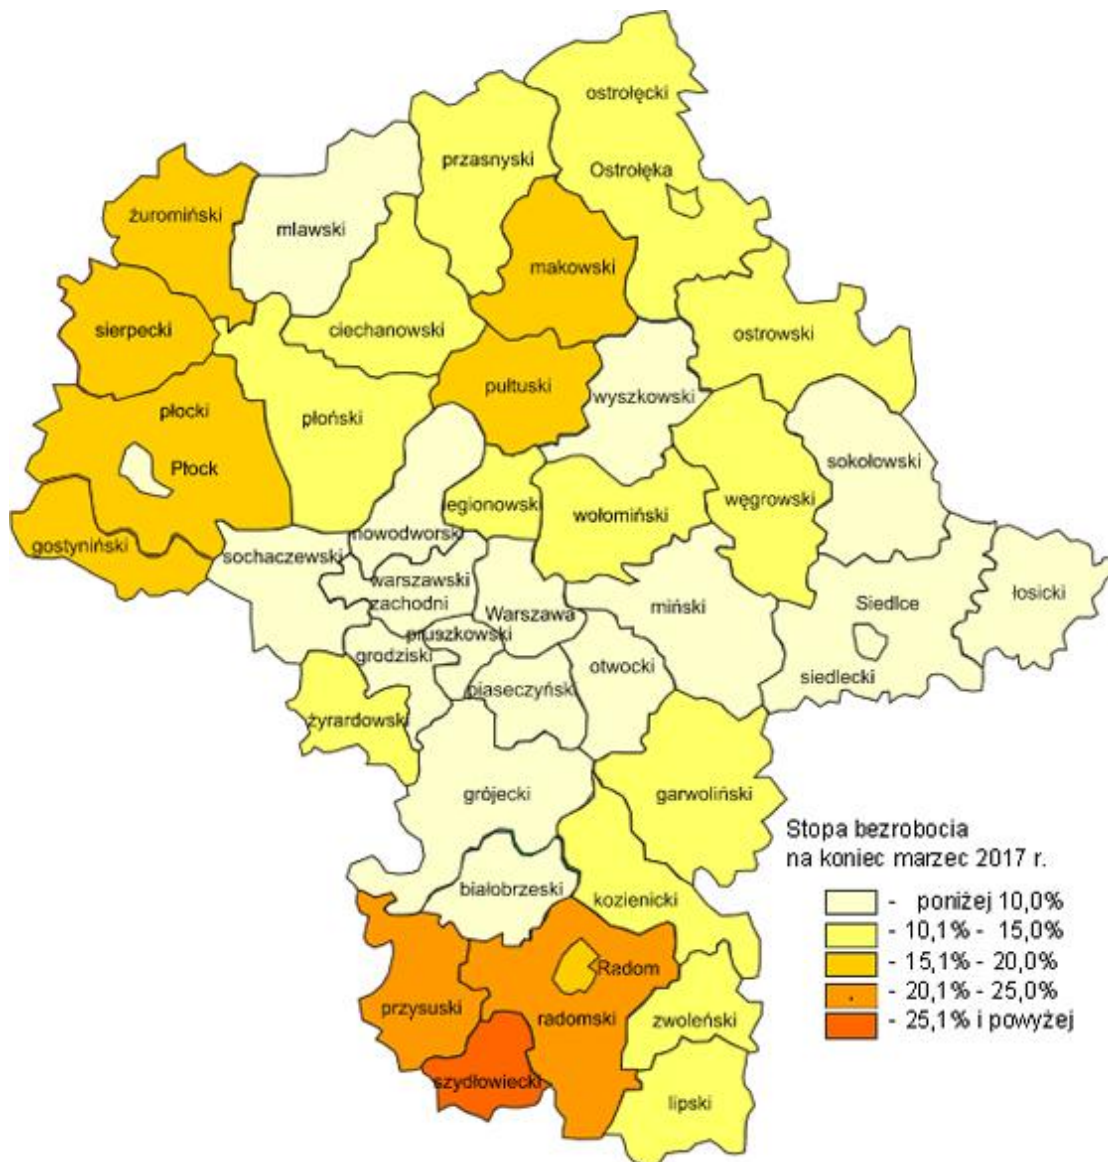 ostrołęcki
przasnyski
Ostrołęka
żuromiński
mlawski
makowski
sierpecki
ciechanowski
ostrowski
pułtuski
wyszkowski
płocki
płoński
sokołowski
Płock
węgrowski
legionowski
wołomiński
nowodworski
gostyniński
sochaczewski
warszawski
zachodni
Warszawa
miński
Siedlce
łosicki
pruszkowski
grodziski
otwocki
siedlecki
piaseczyński
żyrardowski
grójecki
garwoliński
Stopa bezrobocia
na koniec marzec 2017 r.
białobrzeski
kozienicki
- poniżej 10,0%
- 10,1% - 15,0%
- 15,1% - 20,0%
- 20,1% - 25,0%
- 25,1% i powyżej
Radom
przysuski
radomski
zwoleński
szydłowiecki
lipski